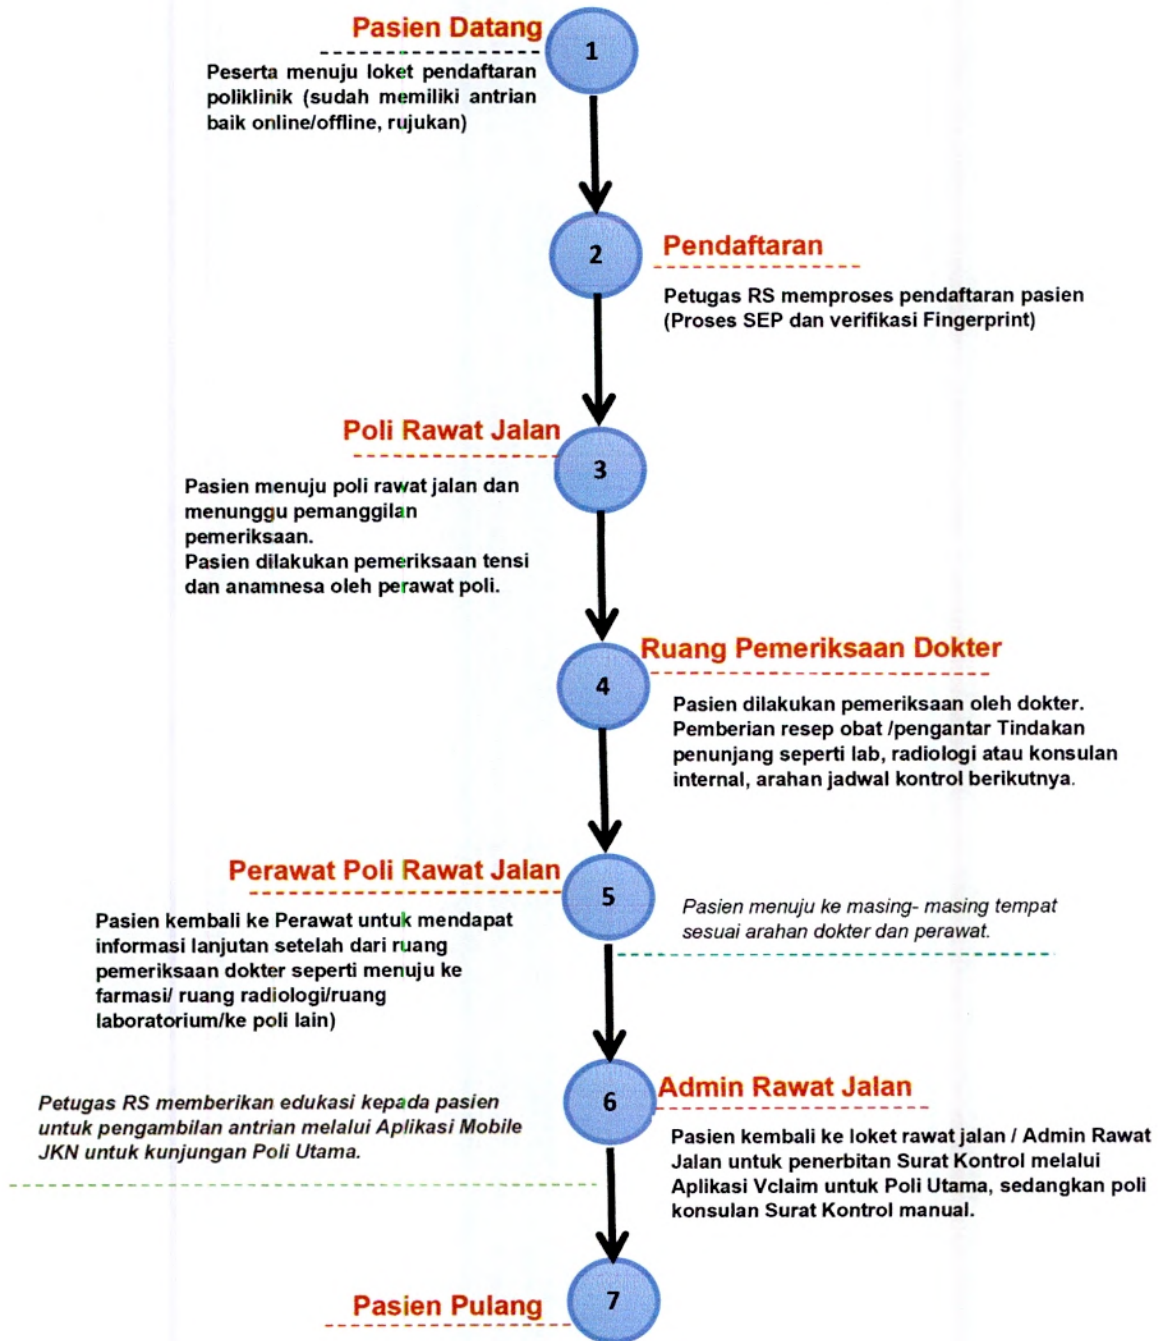 Pasien Datang
1
Peserta menuju loket pendaftaran
poliklinik (sudah memiliki antrian
baik online/offline, rujukan)
2
Pendaftaran
Petugas RS memproses pendaftaran pasien
(Proses SEP dan verifikasi Fingerprint)
Poli Rawat Jalan
3
Pasien menuju poli rawat jalan dan
menunggu pemanggilan
pemeriksaan.
Pasien dilakukan pemeriksaan tensi
dan anamnesa oleh perawat poli.
Ruang Pemeriksaan Dokter
4
Pasien dilakukan pemeriksaan oleh dokter.
Pemberian resep obat /pengantar Tindakan
penunjang seperti lab, radiologi atau konsulan
internal, arahan jadwal kontrol berikutnya.
Perawat Poli Rawat Jalan
5
Pasien kembali ke Perawat untuk mendapat
informasi lanjutan setelah dari ruang
pemeriksaan dokter seperti menuju ke
farmasi/ ruang radiologi/ruang
laboratorium/ke poli lain)
Pasien menuju ke masing- masing tempat
sesuai arahan dokter dan perawat.
6
Admin Rawat Jalan
Pasien kembali ke loket rawat jalan / Admin Rawat
Jalan untuk penerbitan Surat Kontrol melalui
Aplikasi Vclaim untuk Poli Utama, sedangkan poli
konsulan Surat Kontrol manual.
Petugas RS memberikan edukasi kepada pasien
untuk pengambilan antrian melalui Aplikasi Mobile
JKN untuk kunjungan Poli Utama.
Pasien Pulang
7